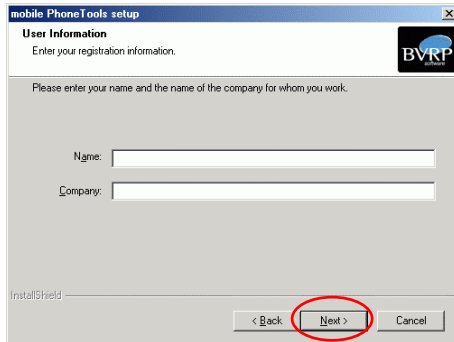 mobile PhoneTools setup
User Information
Enter your registration information.
BVRP
software
Please enter your name and the name of the company for whom you work.
Name:
Company:
InstallShield
< Back Next > Cancel